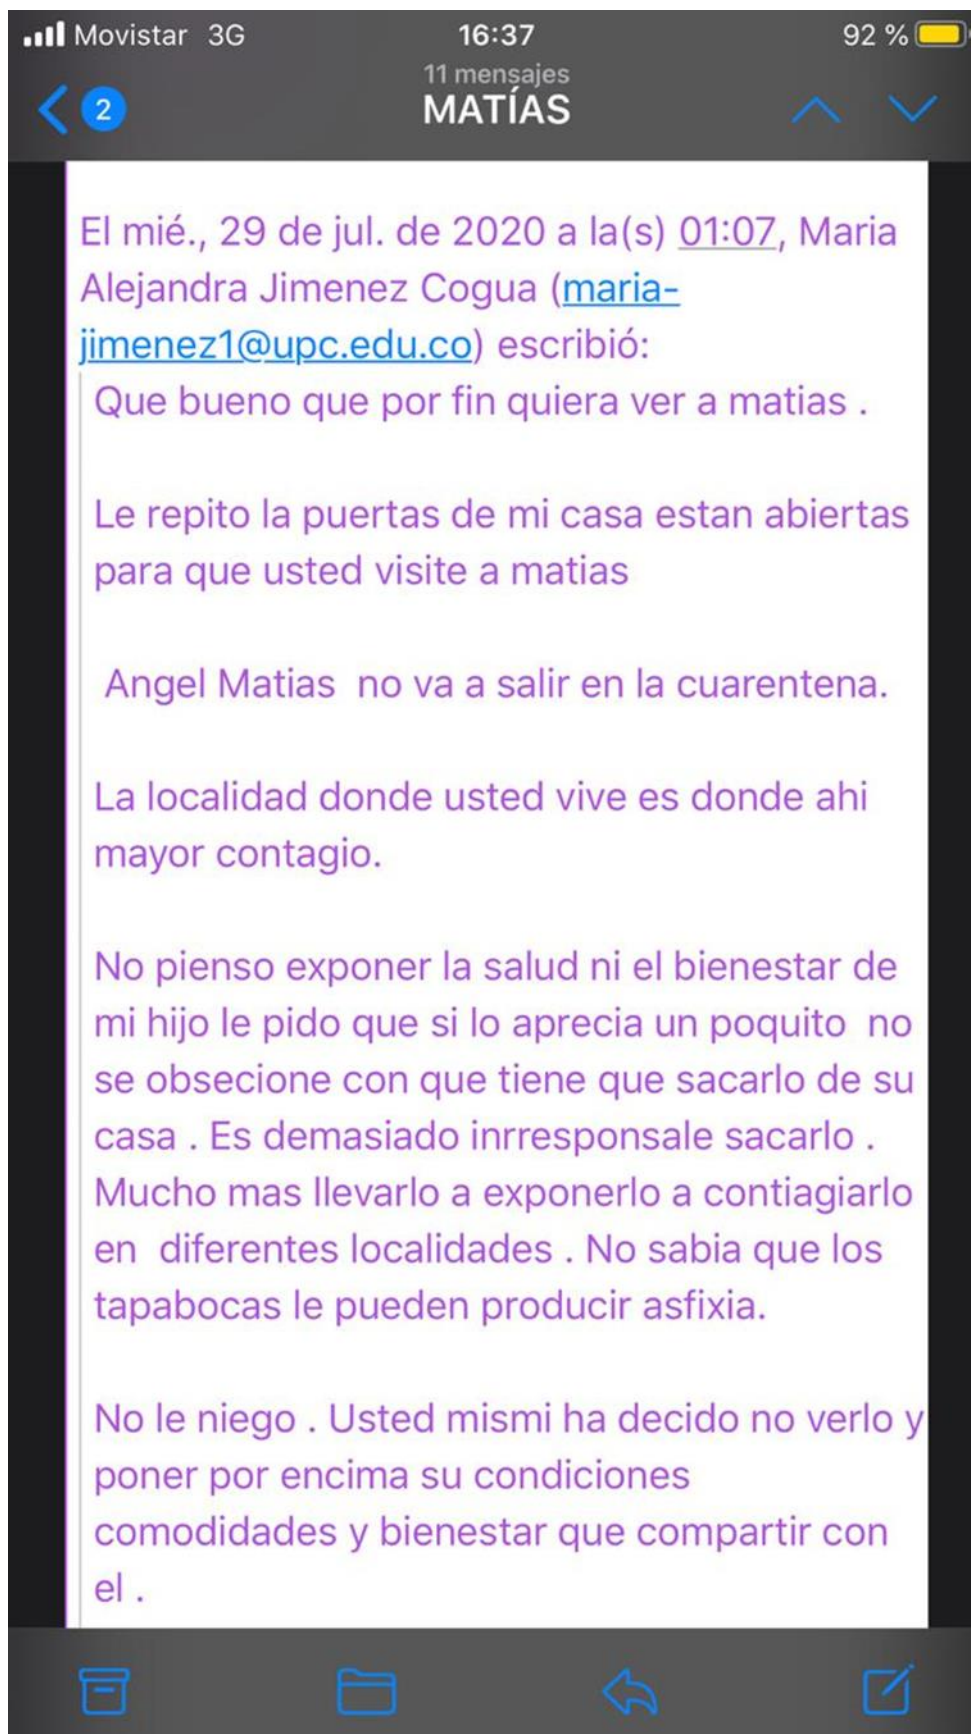 Movistar 3G 16:37 92 %
11 mensajes
2 MATÍAS
El mié., 29 de jul. de 2020 a la(s) 01:07, Maria
Alejandra Jimenez Cogua (maria-
jimenez1@upc.edu.co) escribió:
Que bueno que por fin quiera ver a matias .
Le repito la puertas de mi casa estan abiertas
para que usted visite a matias
Angel Matias  no va a salir en la cuarentena.
La localidad donde usted vive es donde ahi
mayor contagio.
No pienso exponer la salud ni el bienestar de
mi hijo le pido que si lo aprecia un poquito  no
se obsecione con que tiene que sacarlo de su
casa . Es demasiado inrresponsale sacarlo .
Mucho mas llevarlo a exponerlo a contiagiarlo
en  diferentes localidades . No sabia que los
tapabocas le pueden producir asfixia.
No le niego . Usted mismi ha decido no verlo y
poner por encima su condiciones
comodidades y bienestar que compartir con
el .